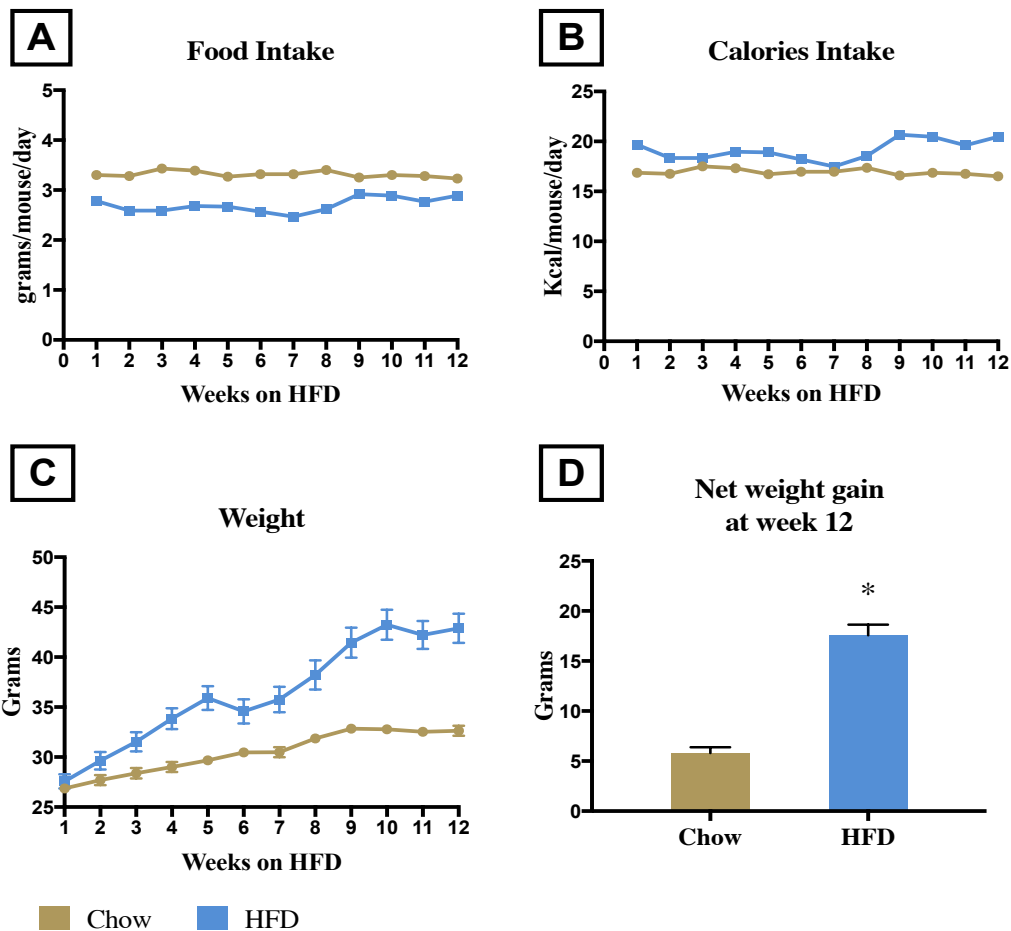 A
Food Intake
grams/mouse/day
5
4
3
2
1
0
0 1 2 3 4 5 6 7 8 9 10 11 12
Weeks on HFD
B
Calories Intake
Kcal/mouse/day
25
20
15
10
5
0
0 1 2 3 4 5 6 7 8 9 10 11 12
Weeks on HFD
C
Weight
Grams
50
45
40
35
30
25
1 2 3 4 5 6 7 8 9 10 11 12
Weeks on HFD
D
Net weight gain
at week 12
Grams
25
20
15
10
5
0
*
Chow HFD
Chow HFD